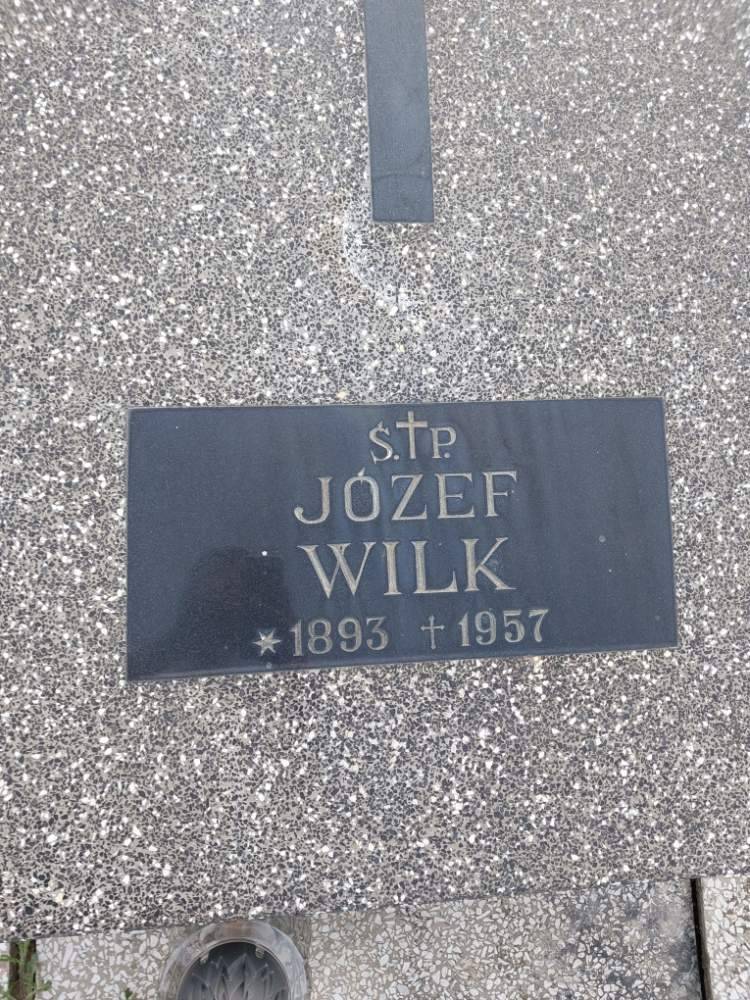 Ś.✝P.
JÓZEF
WILK
✶1893 ✝1957